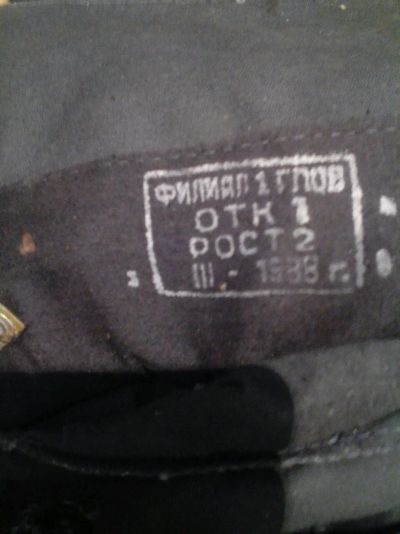 ФИЛИАЛ 1 ГПОВ
ОТК 1
РОСТ 2
III - 1988 г.